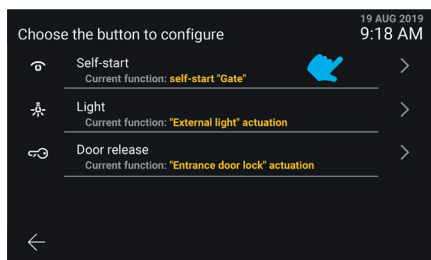 19 AUG 2019
Choose the button to configure
9:18 AM
Self-start
Current function: self-start "Gate"
Light
Current function: "External light" actuation
Door release
Current function: "Entrance door lock" actuation